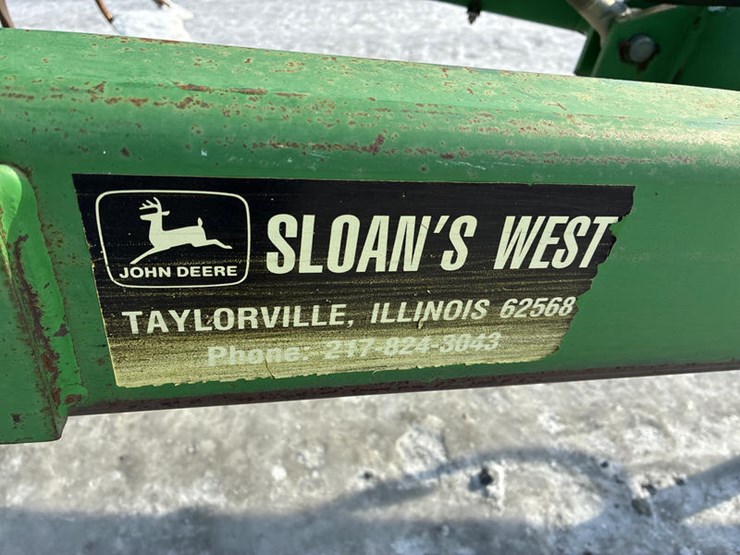 JOHN DEERE
SLOAN'S WEST
TAYLORVILLE, ILLINOIS 62568
Phone: 217-824-3043